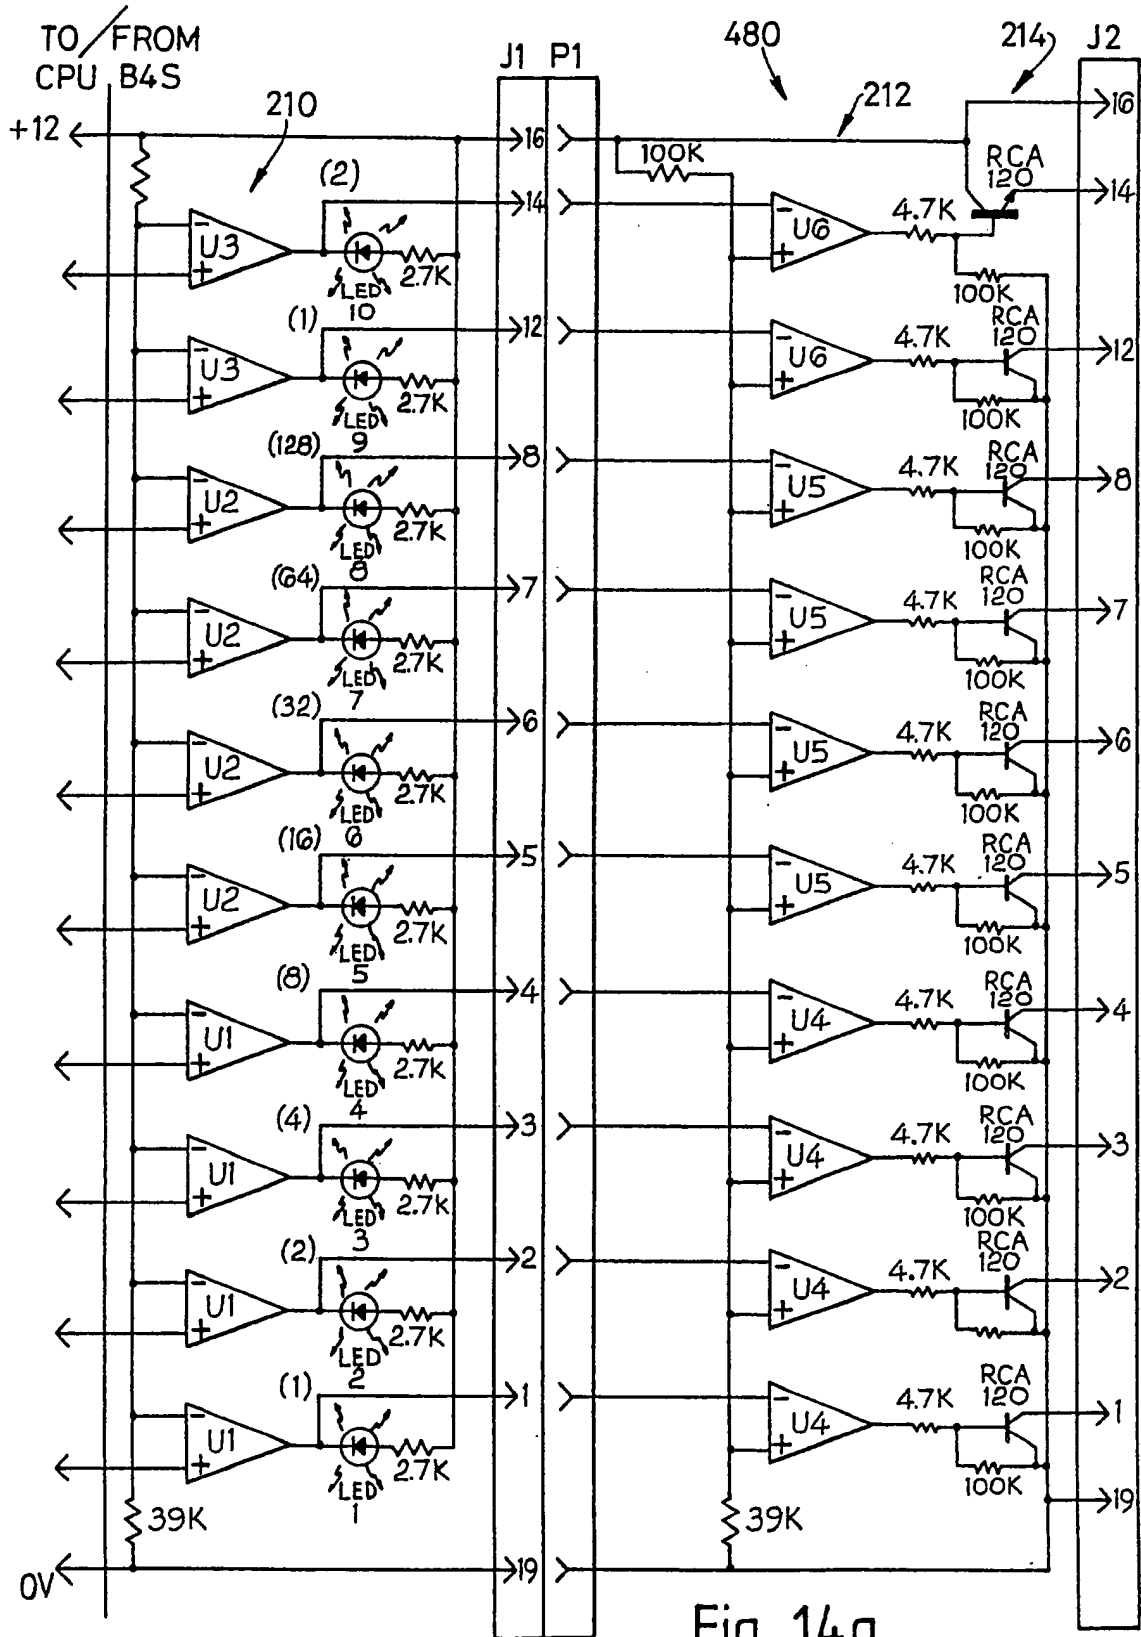 TO / FROM
CPU B4S
480
214
J2
J1 P1
16
210
212
+12
16
100K
RCA
120
(2)
14
14
4.7K
U3
- +
U6
- +
2.7K
LED
10
100K
(1)
12
RCA
120
12
4.7K
U3
- +
U6
- +
2.7K
LED
9
100K
(128)
8
RCA
120
8
4.7K
U2
- +
U5
- +
2.7K
LED
8
100K
(64)
7
RCA
120
7
4.7K
U2
- +
U5
- +
2.7K
LED
7
100K
(32)
6
RCA
120
6
4.7K
U2
- +
U5
- +
2.7K
LED
6
100K
(16)
5
RCA
120
5
4.7K
U2
- +
U5
- +
2.7K
LED
5
100K
(8)
4
RCA
120
4
4.7K
U1
- +
U4
- +
2.7K
LED
4
100K
(4)
3
RCA
120
3
4.7K
U1
- +
U4
- +
2.7K
LED
3
100K
(2)
2
RCA
120
2
4.7K
U1
- +
U4
- +
2.7K
LED
2
(1)
1
RCA
120
1
4.7K
U1
- +
U4
- +
2.7K
LED
1
100K
39K
39K
19
0V
19
Fig. 14a